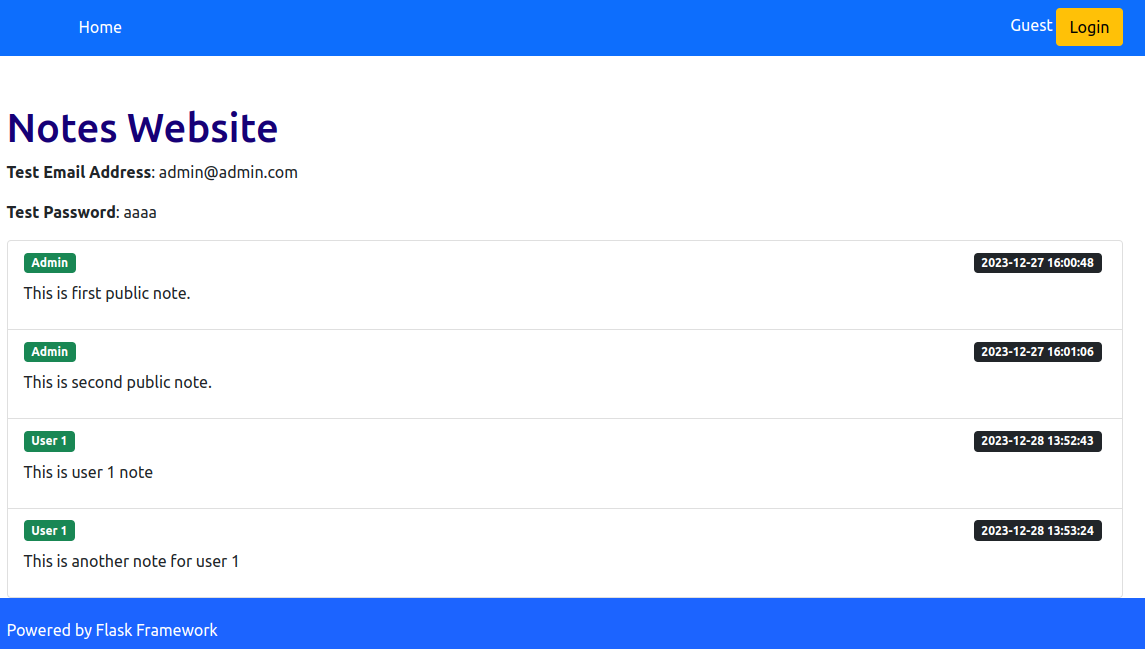 Home
Guest Login
Notes Website
Test Email Address: admin@admin.com
Test Password: aaaa
Admin 2023-12-27 16:00:48
This is first public note.
Admin 2023-12-27 16:01:06
This is second public note.
User 1 2023-12-28 13:52:43
This is user 1 note
User 1 2023-12-28 13:53:24
This is another note for user 1
Powered by Flask Framework